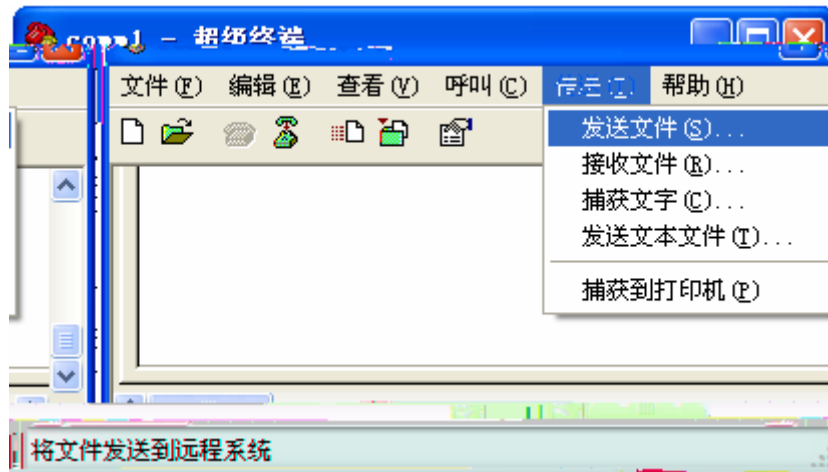 - 超级终端
文件(F) 编辑(E) 查看(V) 呼叫(C) 帮助(H)
发送文件(S)...
接收文件(R)...
捕获文字(C)...
发送文本文件(T)...
捕获到打印机(P)
将文件发送到远程系统